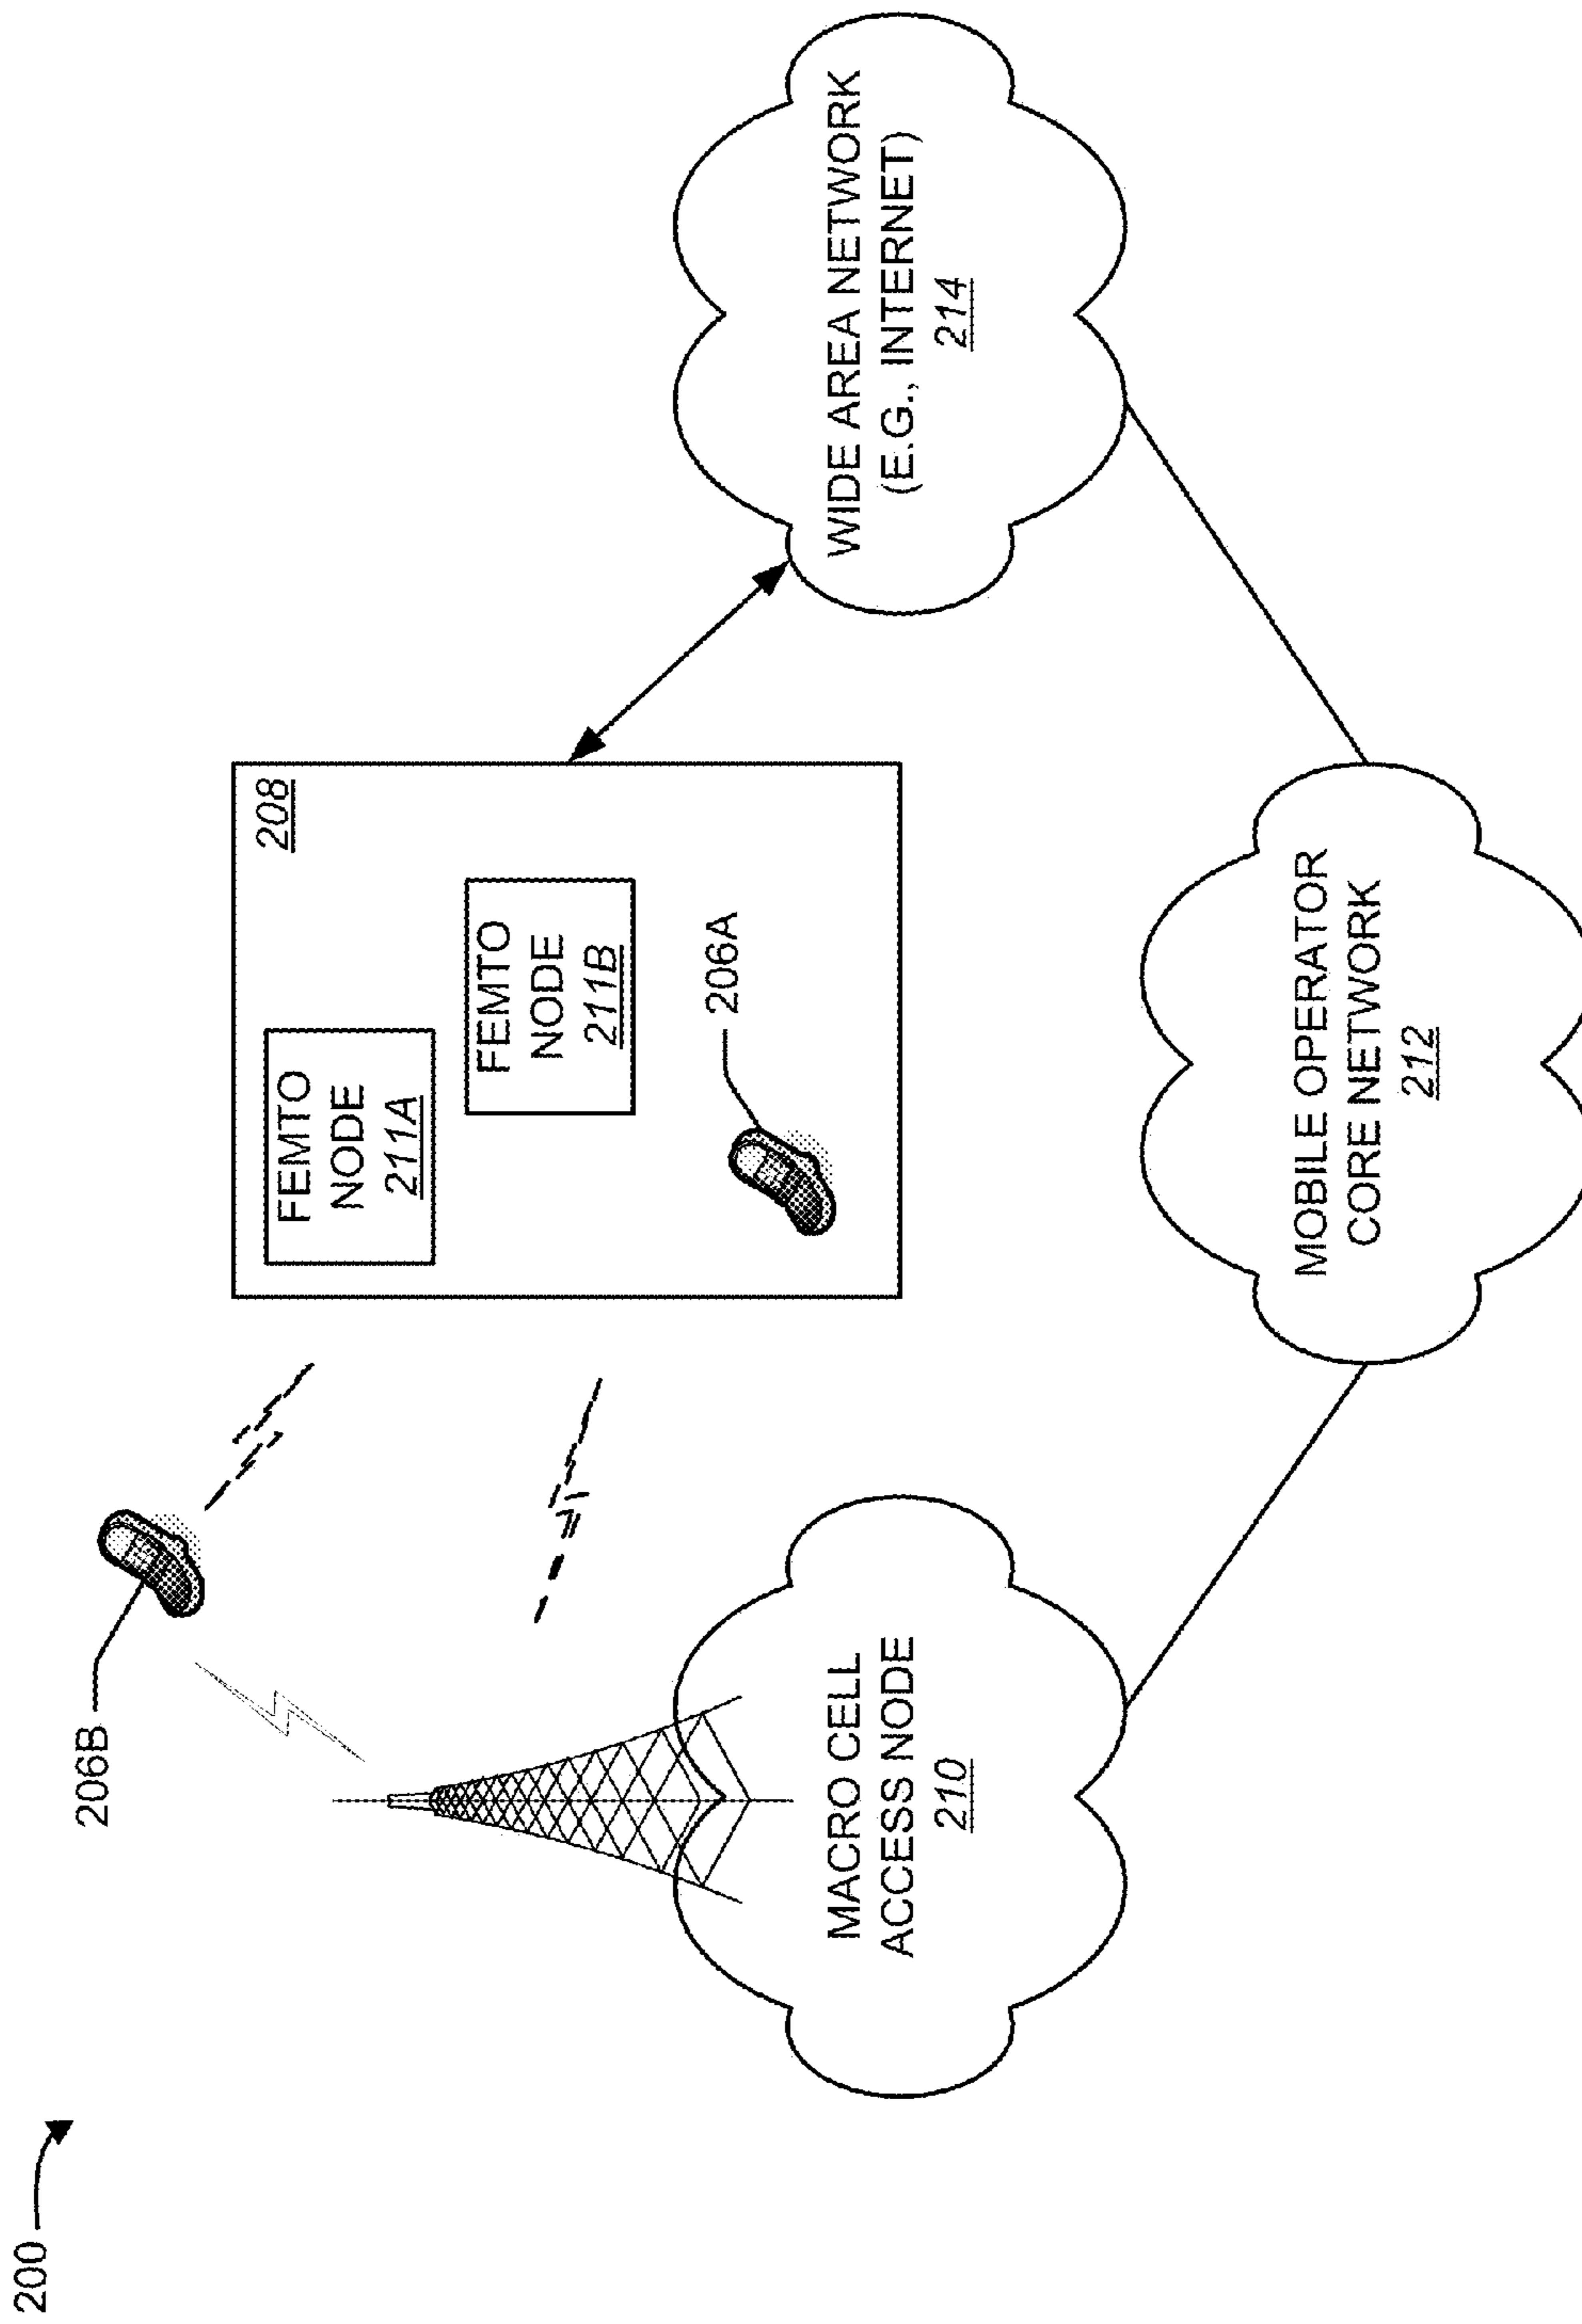 200
206B
208
FEMTO
NODE
211A
FEMTO
NODE
211B
206A
MACRO CELL
ACCESS NODE
210
WIDE AREA NETWORK
(E.G., INTERNET)
214
MOBILE OPERATOR
CORE NETWORK
212